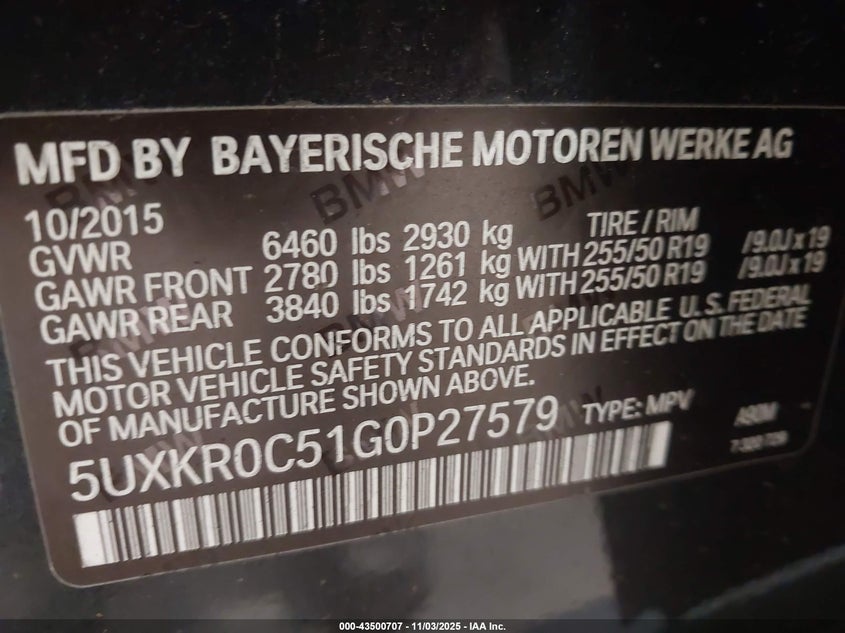 MFD BY BAYERISCHE MOTOREN WERKE AG
10/2015 TIRE / RIM
GVWR 6460 lbs 2930 kg
GAWR FRONT 2780 lbs 1261 kg WITH 255/50 R19 /9.0J x 19
GAWR REAR 3840 lbs 1742 kg WITH 255/50 R19 /9.0J x 19
THIS VEHICLE CONFORMS TO ALL APPLICABLE U.S. FEDERAL
MOTOR VEHICLE SAFETY STANDARDS IN EFFECT ON THE DATE
OF MANUFACTURE SHOWN ABOVE.
5UXKR0C51G0P27579 TYPE: MPV A90M
000-43500707 - 11/03/2025 - IAA Inc.